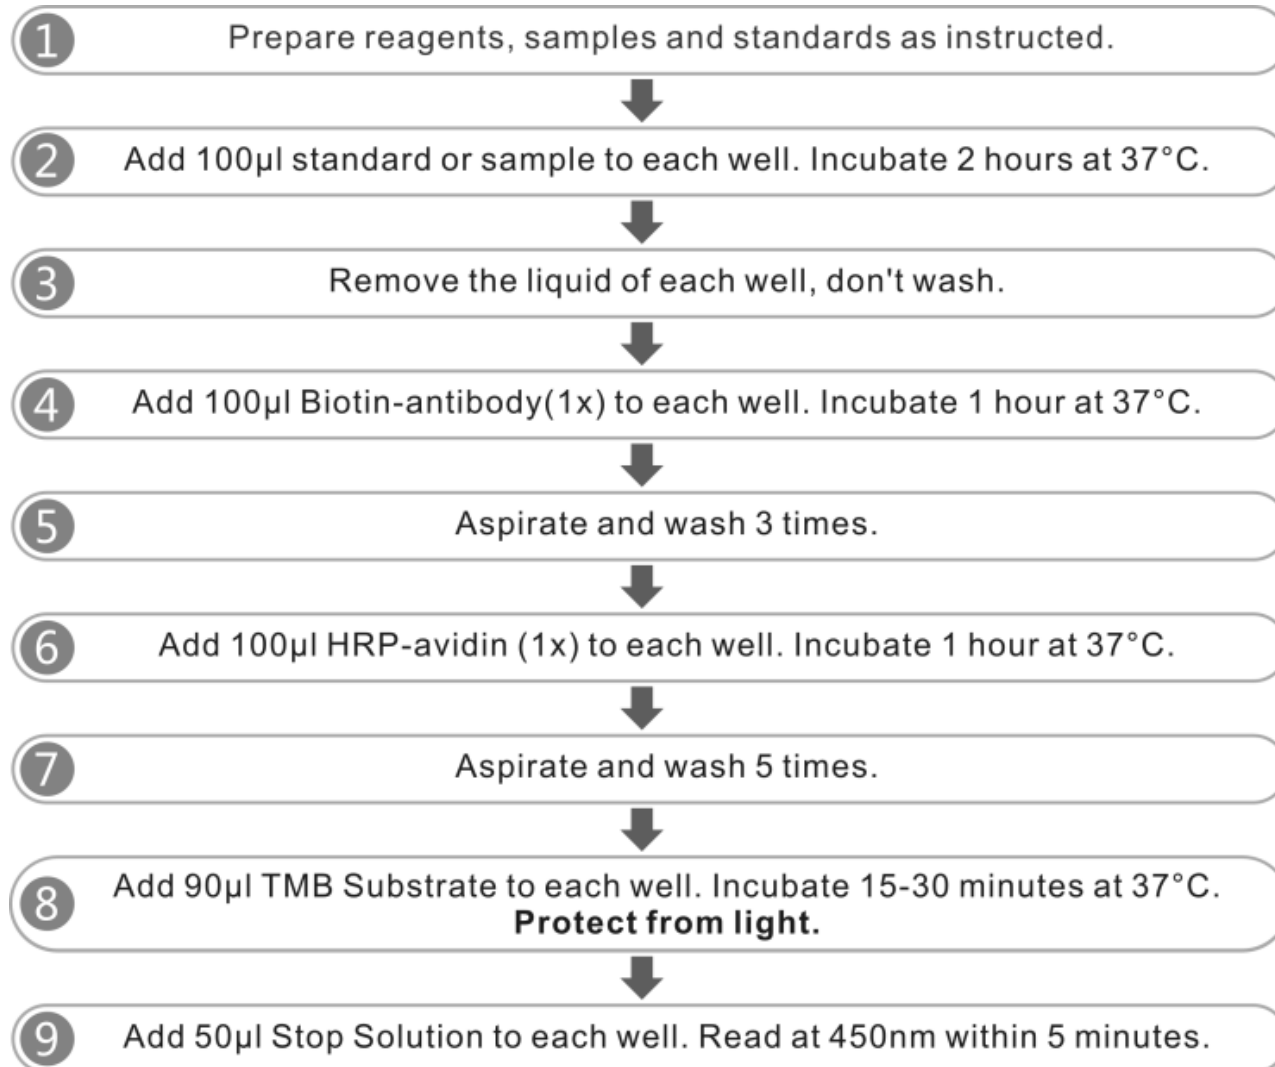 1 Prepare reagents, samples and standards as instructed.
2 Add 100µl standard or sample to each well. Incubate 2 hours at 37°C.
3 Remove the liquid of each well, don't wash.
4 Add 100µl Biotin-antibody(1x) to each well. Incubate 1 hour at 37°C.
5 Aspirate and wash 3 times.
6 Add 100µl HRP-avidin (1x) to each well. Incubate 1 hour at 37°C.
7 Aspirate and wash 5 times.
8 Add 90µl TMB Substrate to each well. Incubate 15-30 minutes at 37°C.
Protect from light.
9 Add 50µl Stop Solution to each well. Read at 450nm within 5 minutes.